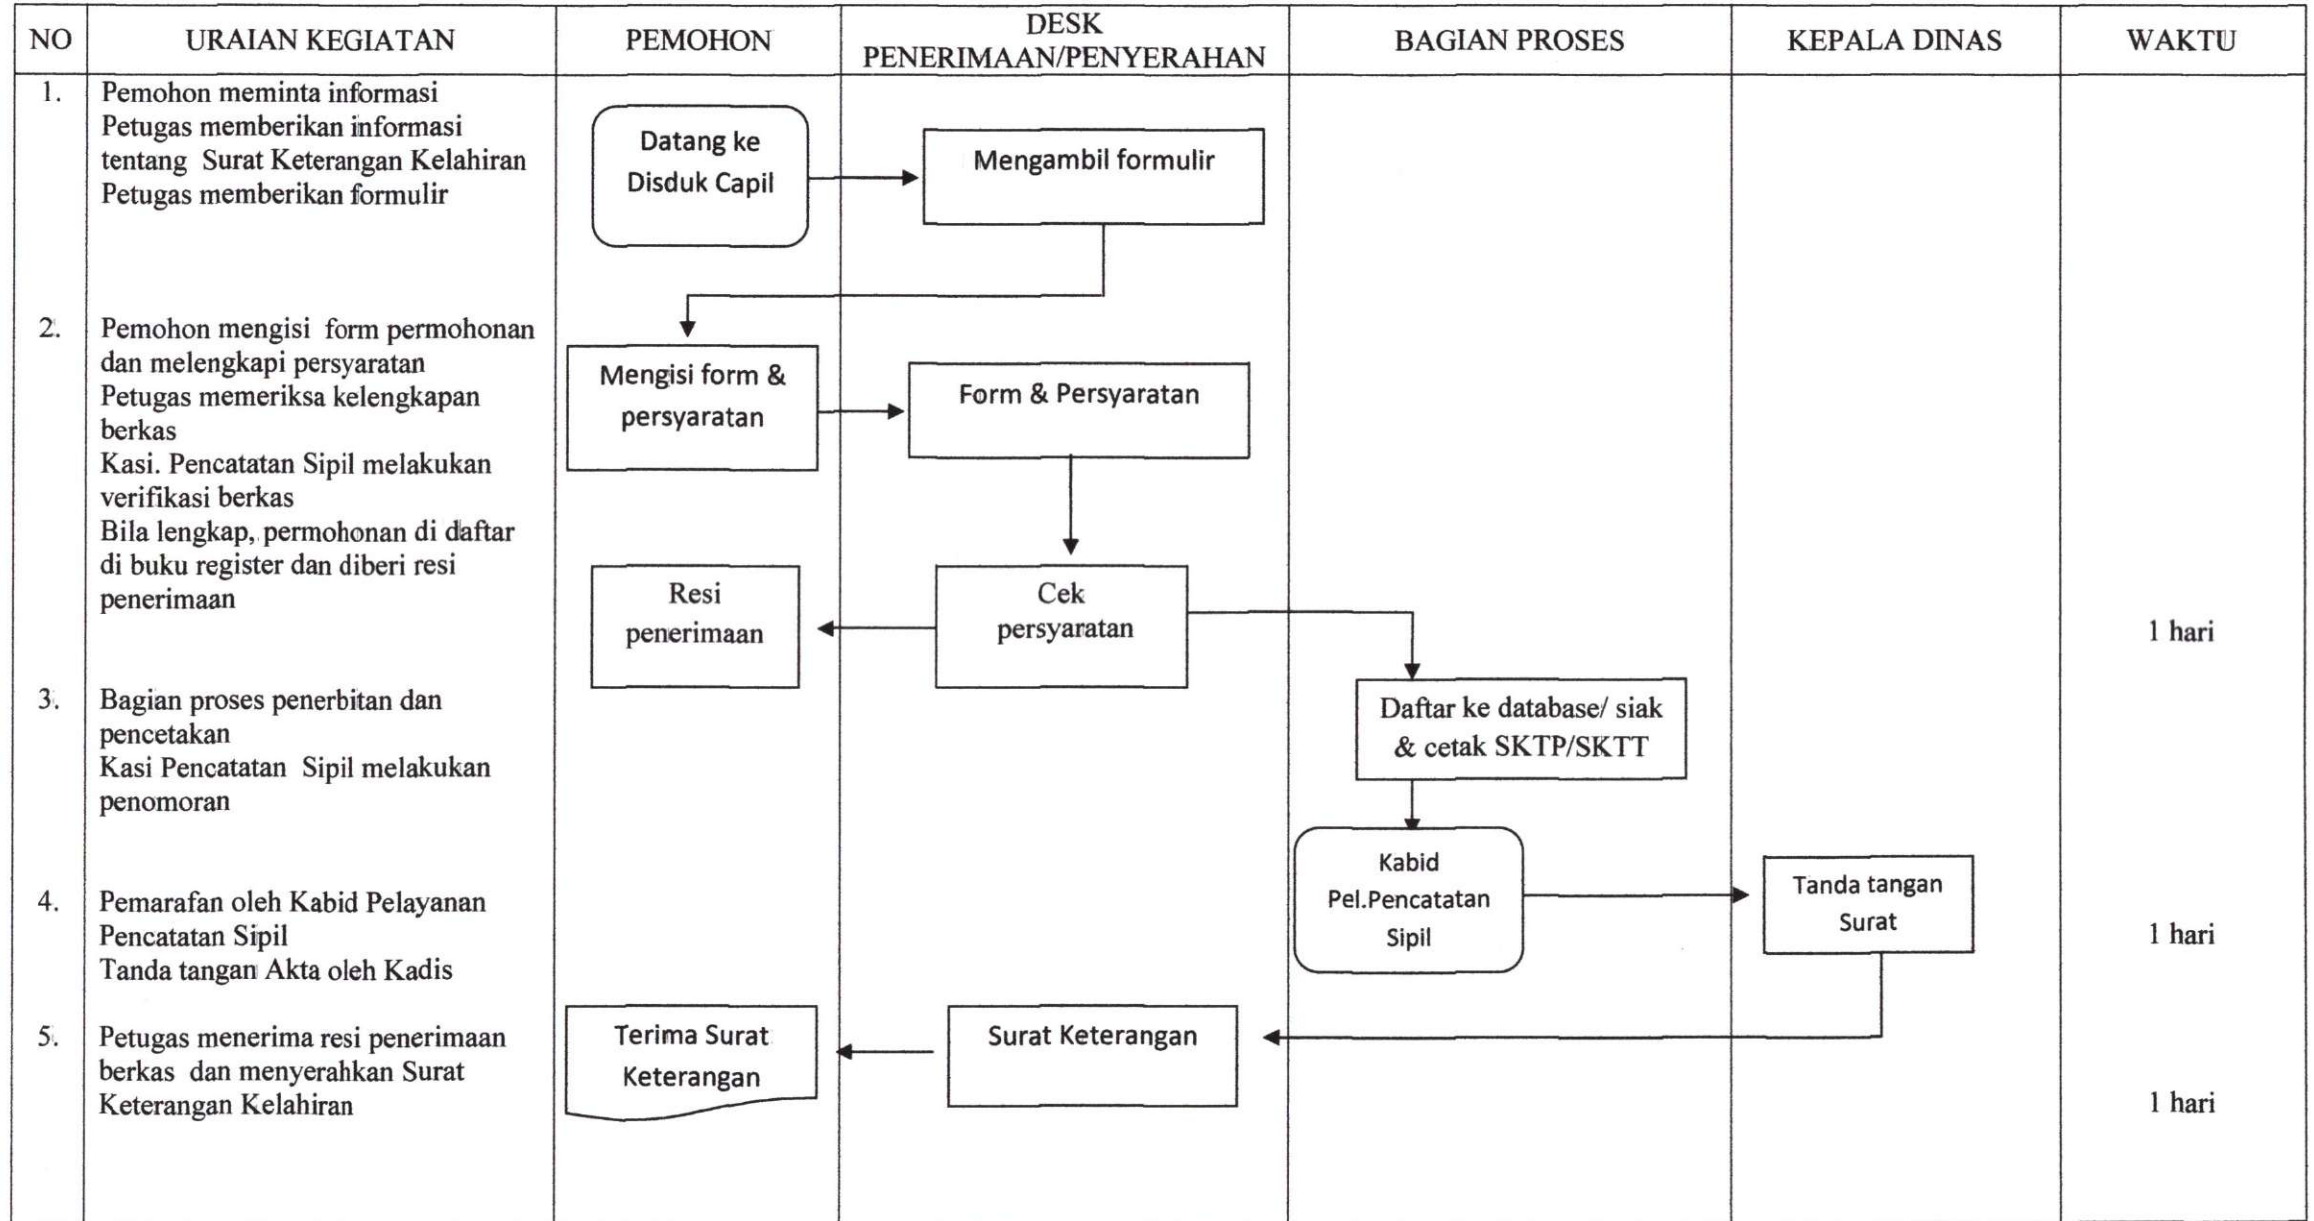 NO
URAIAN KEGIATAN
PEMOHON
DESK
PENERIMAAN/PENYERAHAN
BAGIAN PROSES
KEPALA DINAS
WAKTU
1.
Pemohon meminta informasi
Petugas memberikan informasi
tentang Surat Keterangan Kelahiran
Petugas memberikan formulir
Datang ke
Disduk Capil
Mengambil formulir
2.
Pemohon mengisi form permohonan
dan melengkapi persyaratan
Petugas memeriksa kelengkapan
berkas
Kasi. Pencatatan Sipil melakukan
verifikasi berkas
Bila lengkap, permohonan di daftar
di buku register dan diberi resi
penerimaan
Mengisi form &
persyaratan
Form & Persyaratan
Resi
penerimaan
Cek
persyaratan
1 hari
3.
Bagian proses penerbitan dan
pencetakan
Kasi Pencatatan Sipil melakukan
penomoran
Daftar ke database/ siak
& cetak SKTP/SKTT
4.
Pemarafan oleh Kabid Pelayanan
Pencatatan Sipil
Tanda tangan Akta oleh Kadis
Kabid
Pel.Pencatatan
Sipil
Tanda tangan
Surat
1 hari
5.
Petugas menerima resi penerimaan
berkas dan menyerahkan Surat
Keterangan Kelahiran
Terima Surat
Keterangan
Surat Keterangan
1 hari